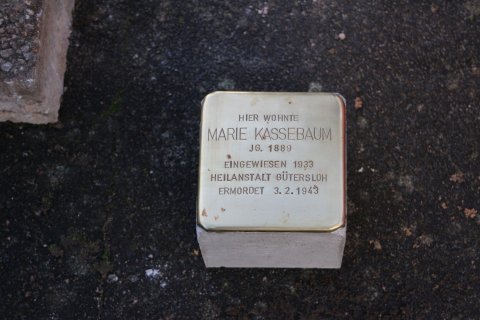 HIER WOHNTE
MARIE KASSEBAUM
JG. 1889
EINGEWIESEN 1933
HEILANSTALT GÜTERSLOH
ERMORDET 3.2.1943